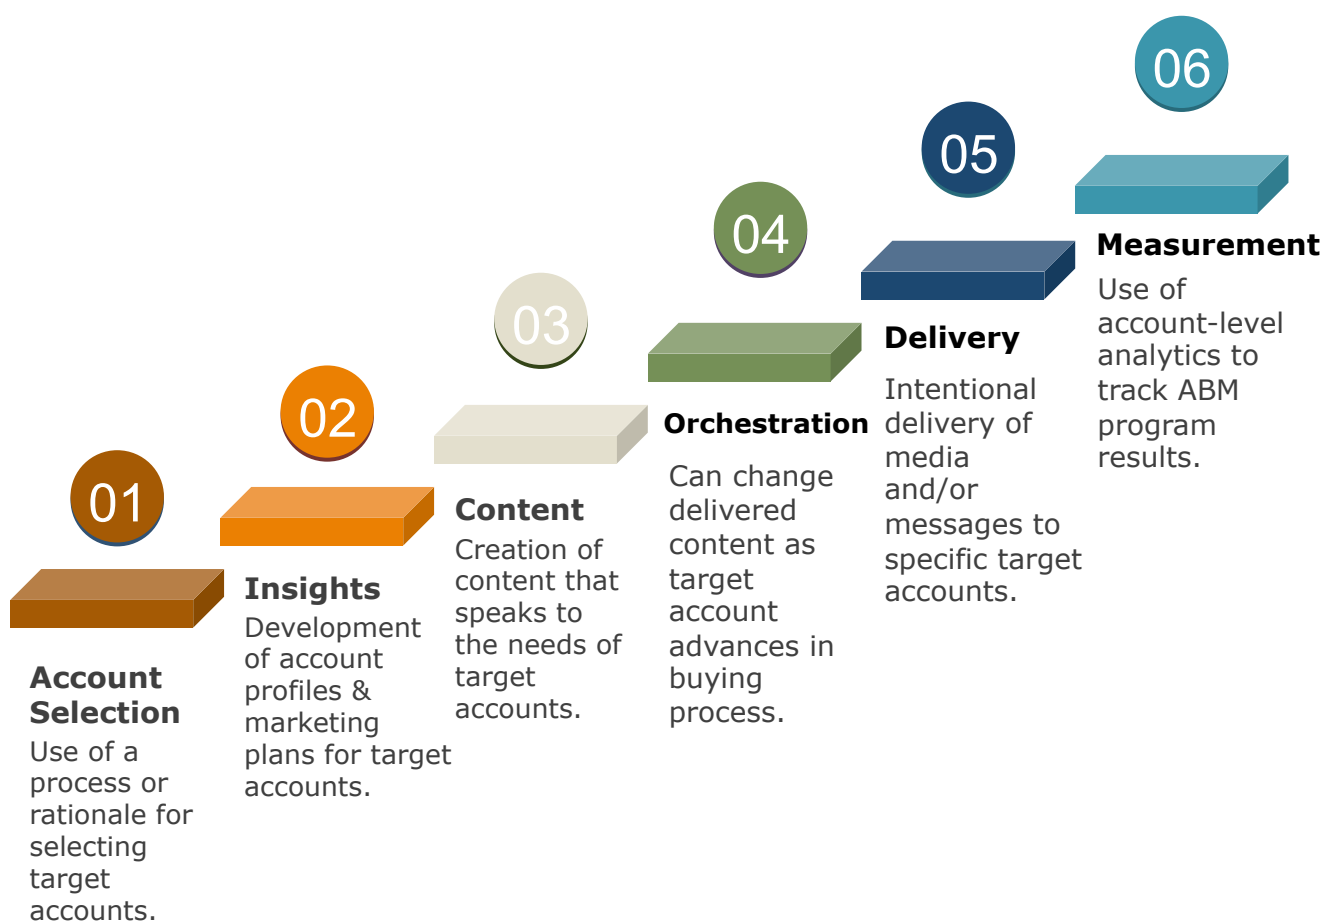 01
Account
Selection
Use of a
process or
rationale for
selecting
target
accounts.
02
Insights
Development
of account
profiles &
marketing
plans for target
accounts.
03
Content
Creation of
content that
speaks to
the needs of
target
accounts.
04
Orchestration
Can change
delivered
content as
target
account
advances in
buying
process.
05
Delivery
Intentional
delivery of
media
and/or
messages to
specific target
accounts.
06
Measurement
Use of
account-level
analytics to
track ABM
program
results.